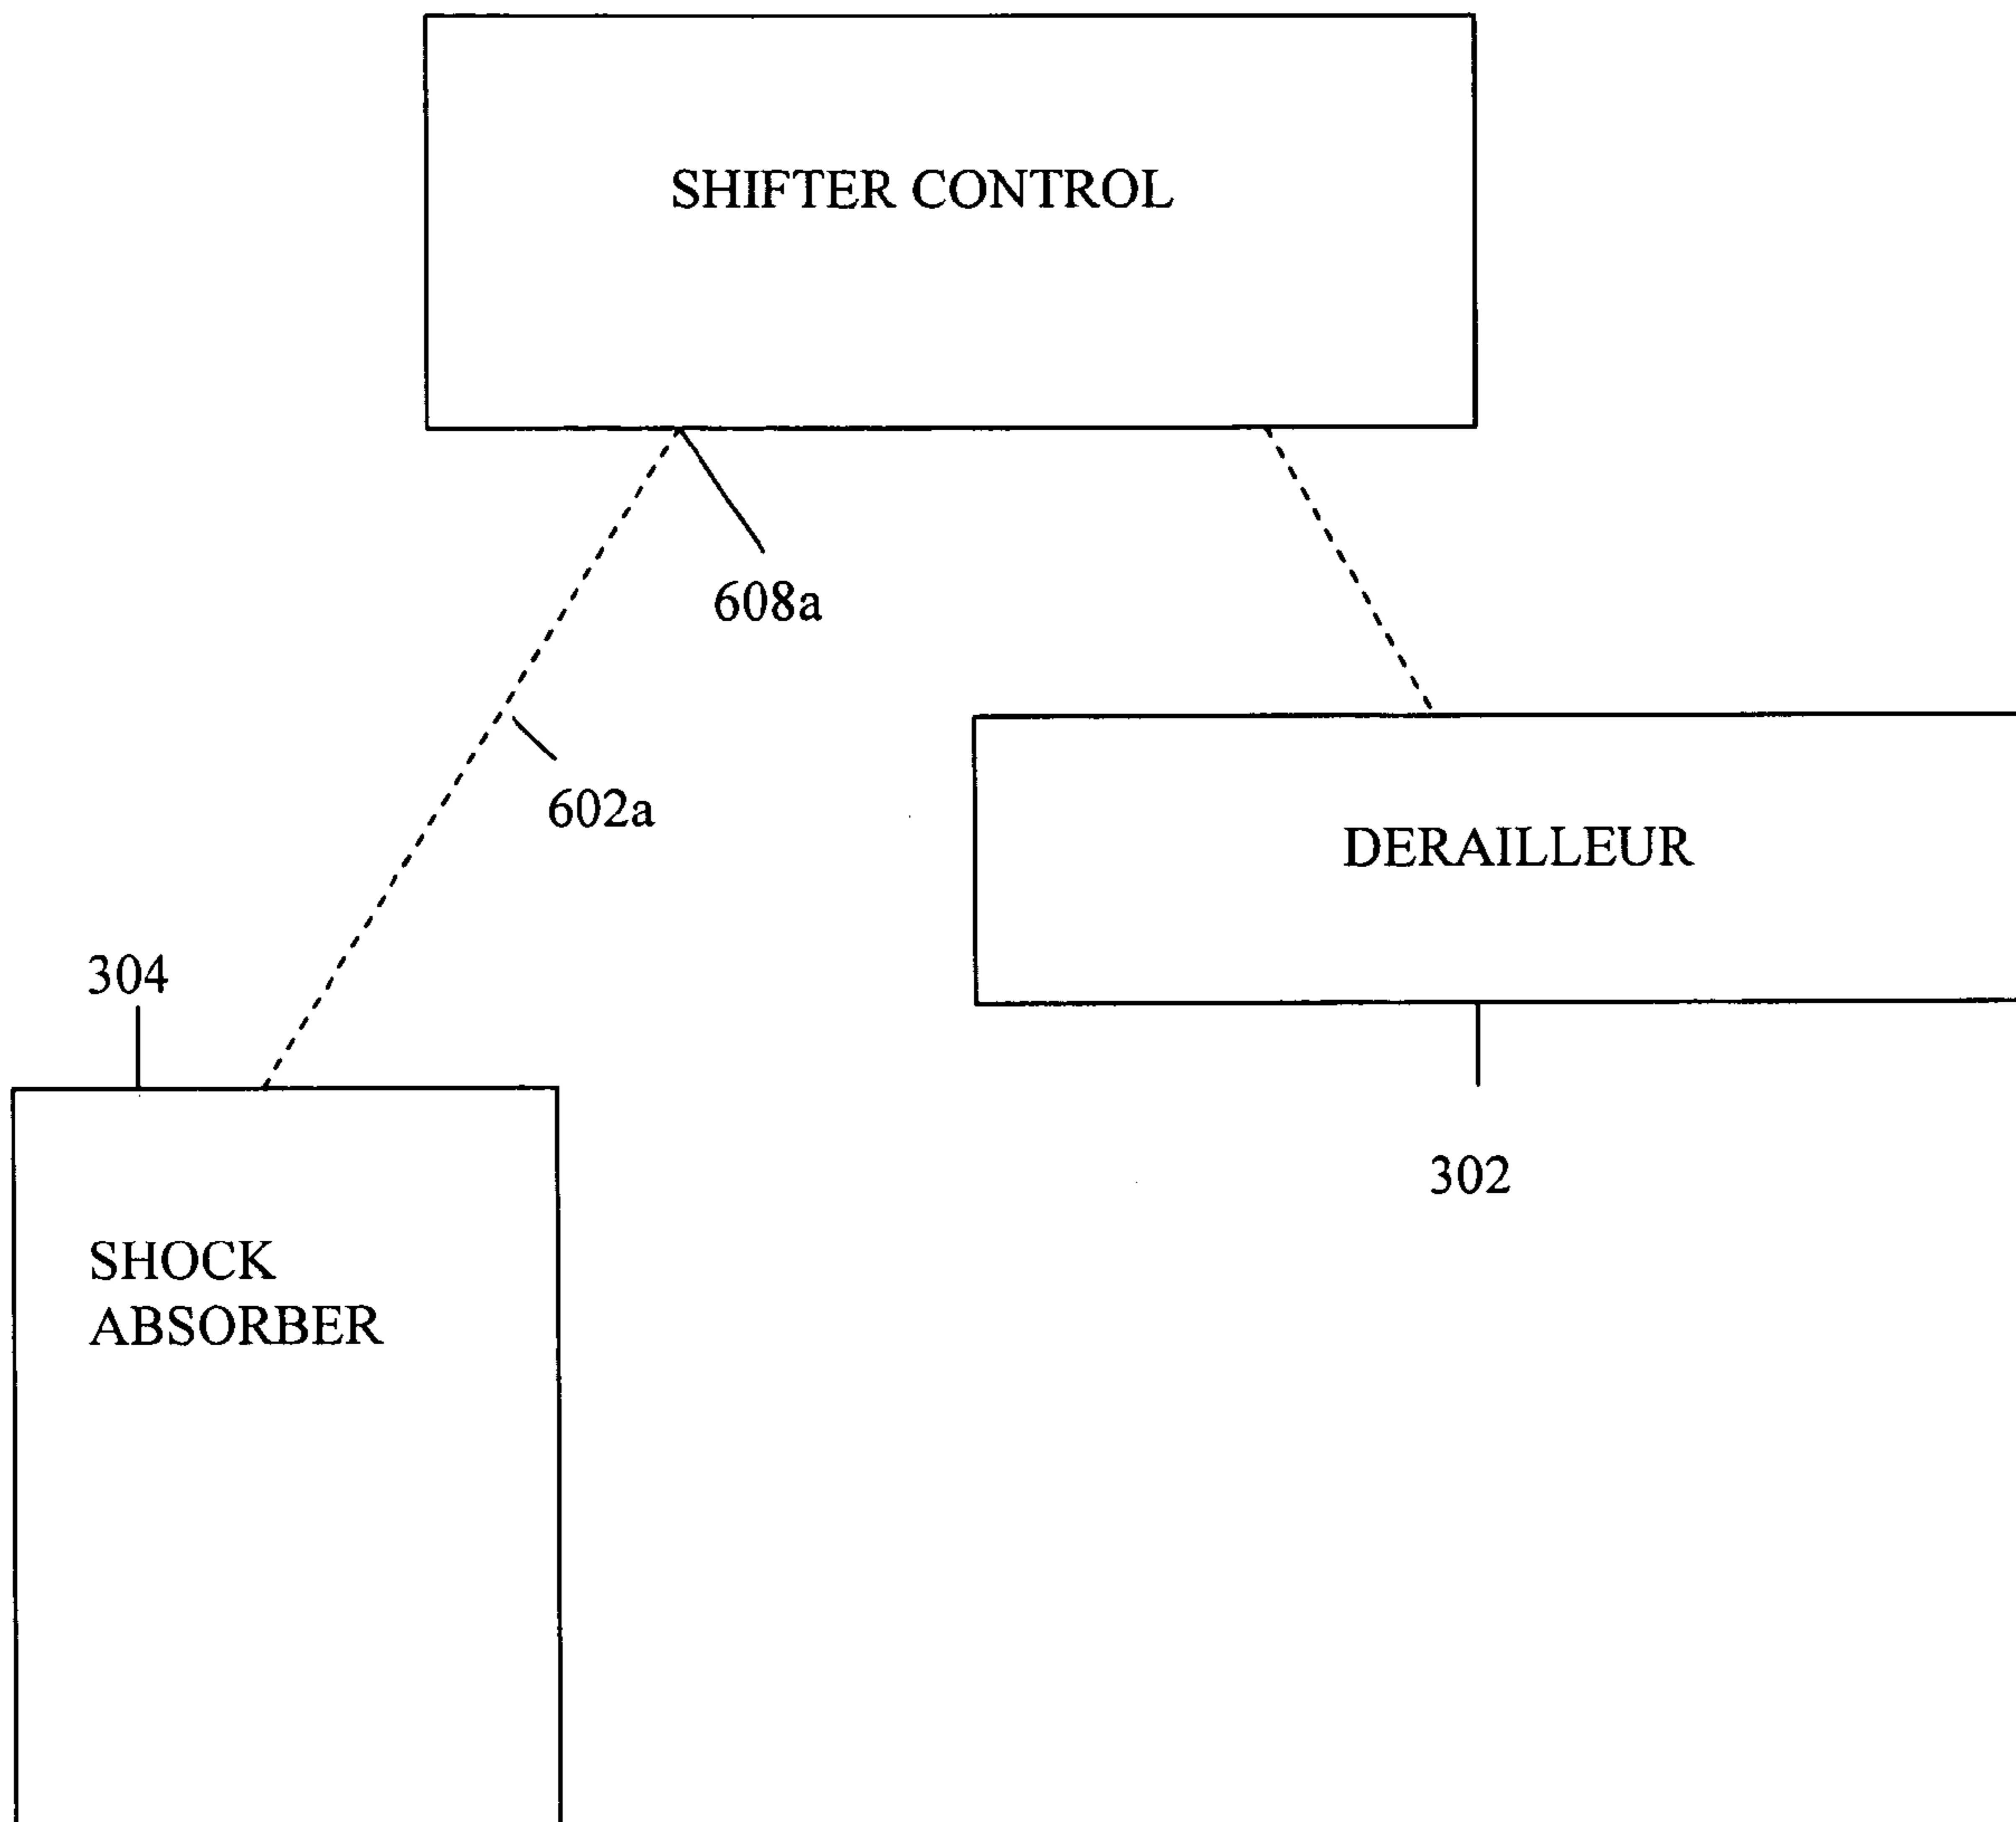 SHIFTER CONTROL
608a
602a
DERAILLEUR
304
302
SHOCK
ABSORBER